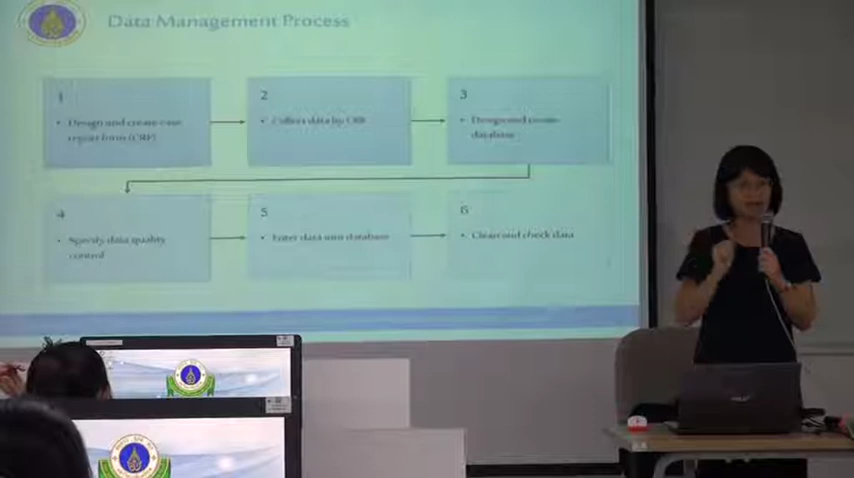 Data Management Process
1
• Design and create case
report form (CRF)
2
• Collect data by CRF
3
• Design and create
database
4
• Specify data quality
control
5
• Enter data into database
6
• Clean and check data